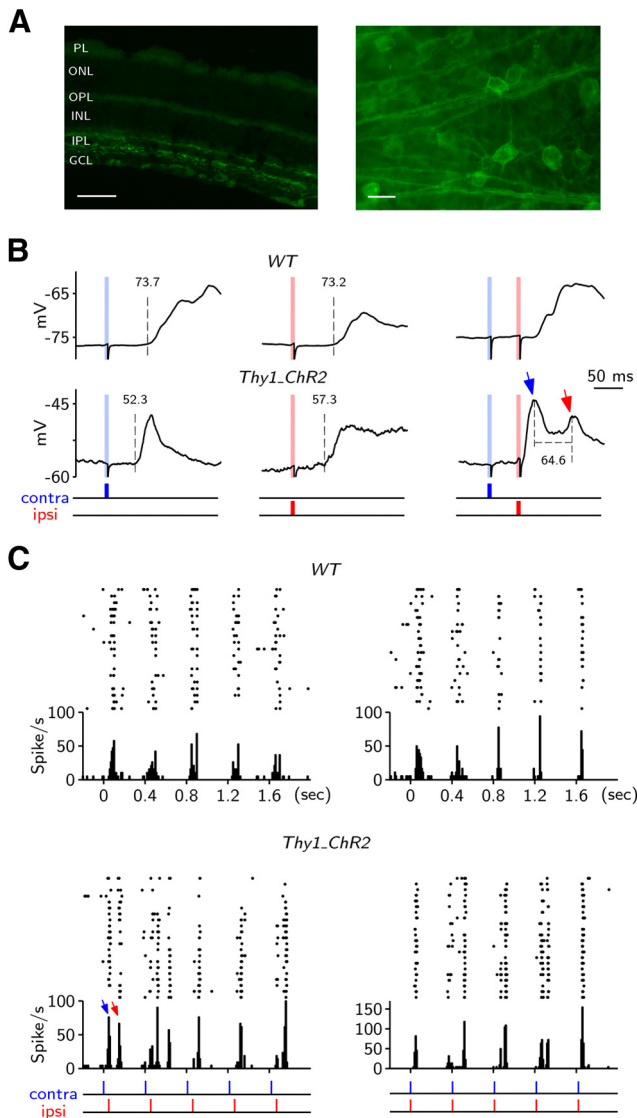 A
PL
ONL
OPL
INL
IPL
GCL
B
WT
73.7
73.2
-65
-75
mV
Thy1_ChR2
50 ms
52.3
57.3
-45
-60
mV
64.6
contra
ipsi
C
WT
100
50
0
Spike/s
0 0.4 0.8 1.2 1.6 (sec)
100
50
0
0 0.4 0.8 1.2 1.6 (sec)
Thy1_ChR2
100
50
0
Spike/s
150
100
50
0
contra
ipsi